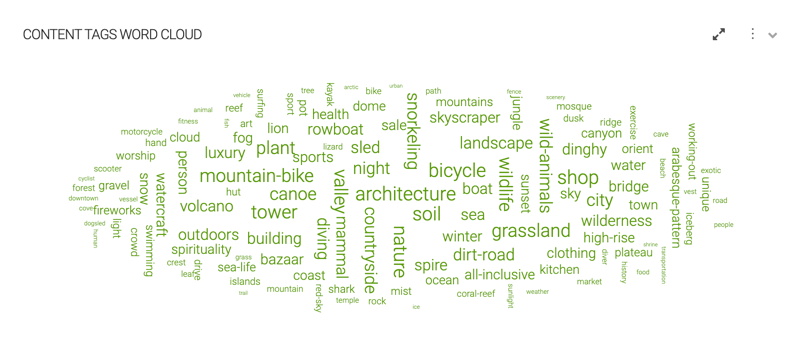 CONTENT TAGS WORD CLOUD
arctic
urban
tree
kayak
bike
path
fence
vehicle
surfing
sport
pot
dome
snorkeling
mountains
jungle
scenery
mosque
animal
reef
health
skyscraper
dusk
exercise
fitness
fish
art
lion
rowboat
sale
wild-animals
ridge
working-out
motorcycle
cloud
fog
canyon
cave
hand
plant
lizard
sled
landscape
dinghy
orient
worship
person
luxury
sports
night
bicycle
wildlife
water
beach
arabesque-pattern
exotic
scooter
snow
watercraft
mountain-bike
valley
sunset
shop
cyclist
forest
gravel
hut
canoe
architecture
boat
sky
bridge
vest
unique
downtown
vessel
volcano
city
town
road
cove
fireworks
tower
countryside
soil
sea
wilderness
iceberg
people
dogsled
light
crowd
swimming
outdoors
building
diving
mammal
nature
winter
grassland
high-rise
human
spirituality
grass
bazaar
dirt-road
clothing
diver
plateau
shrine
transportation
crest
drive
sea-life
coast
spire
all-inclusive
kitchen
history
food
leaf
islands
ocean
market
trail
mountain
red-sky
shark
mist
coral-reef
sunlight
weather
temple
rock
ice